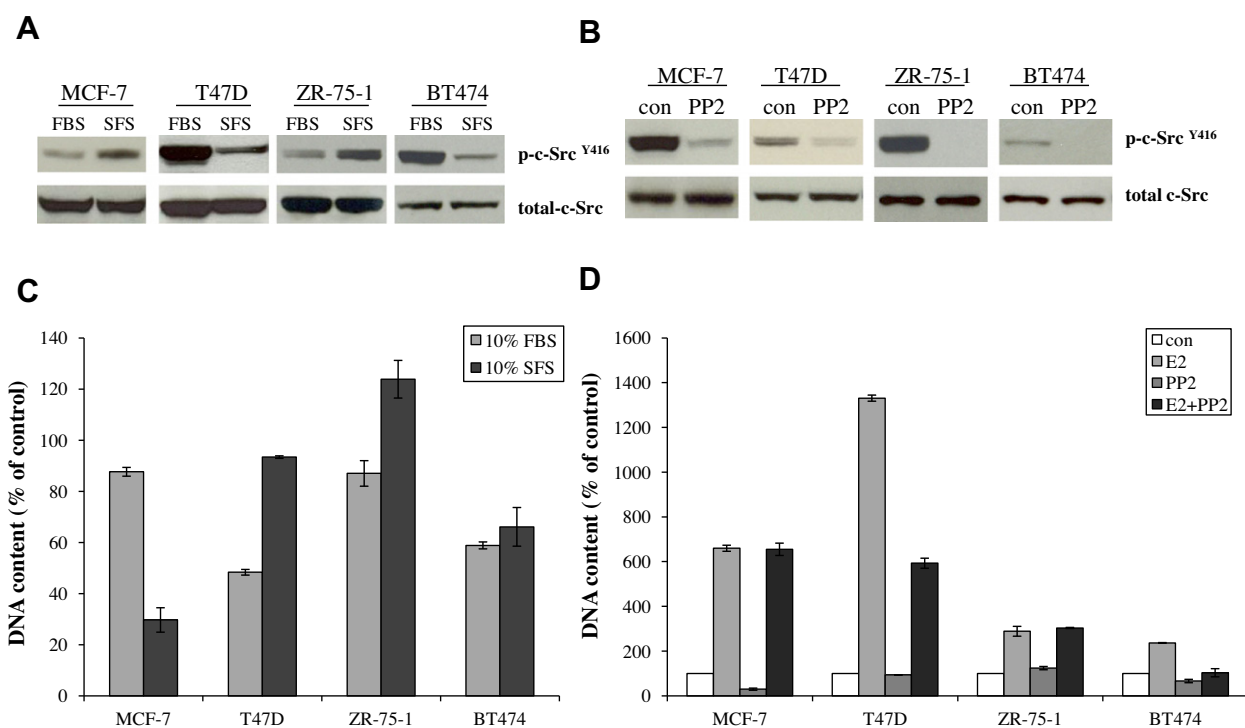 A
MCF-7 T47D ZR-75-1 BT474
FBS SFS FBS SFS FBS SFS FBS SFS
p-c-Src Y416
total-c-Src
B
MCF-7 T47D ZR-75-1 BT474
con PP2 con PP2 con PP2 con PP2
p-c-Src Y416
total c-Src
C
DNA content (% of control)
140
120
100
80
60
40
20
0
10% FBS
10% SFS
MCF-7 T47D ZR-75-1 BT474
D
DNA content (% of control)
1600
1400
1200
1000
800
600
400
200
0
con
E2
PP2
E2+PP2
MCF-7 T47D ZR-75-1 BT474